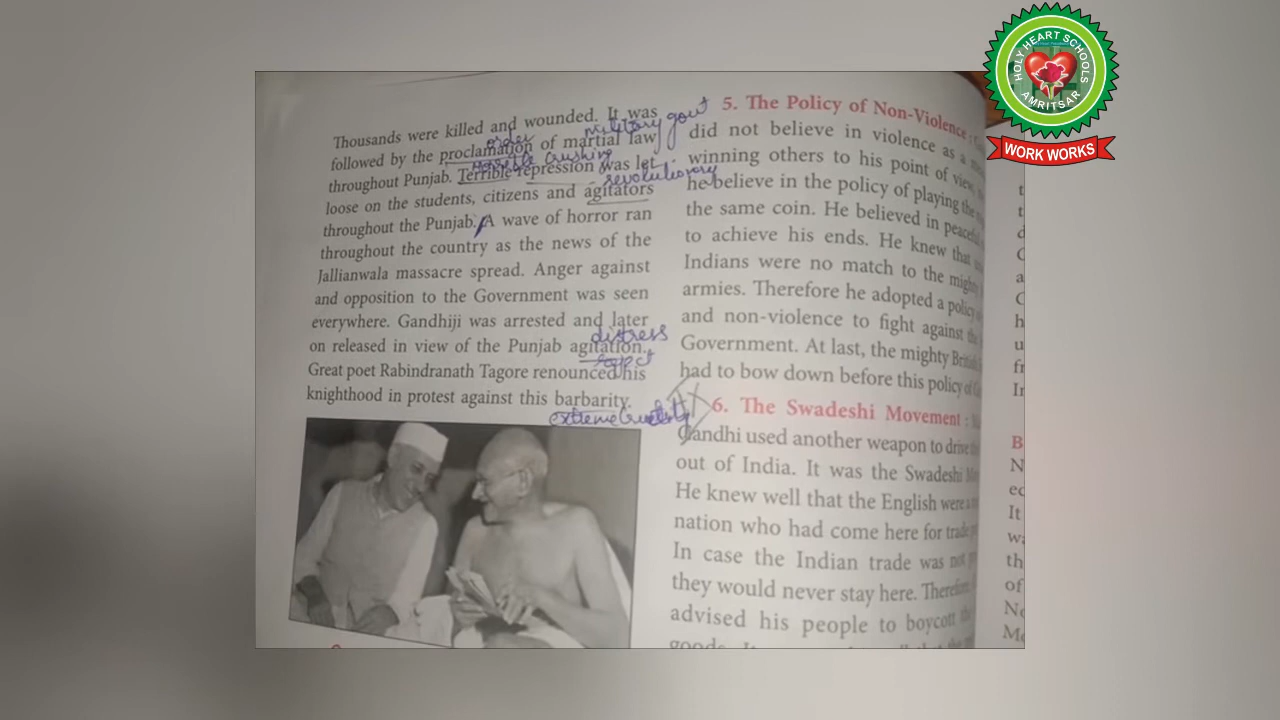 Thousands were killed and wounded. It was
followed by the proclamation of martial law
throughout Punjab. Terrible repression was let
loose on the students, citizens and agitators
throughout the Punjab. A wave of horror ran
throughout the country as the news of the
Jallianwala massacre spread. Anger against
and opposition to the Government was seen
everywhere. Gandhiji was arrested and later
on released in view of the Punjab agitation.
Great poet Rabindranath Tagore renounced his
knighthood in protest against this barbarity.
order
military govt
horrible crushing
revolutionary
distress
reject
extreme cruelty
5. The Policy of Non-Violence :
did not believe in violence as a
winning others to his point of view,
he believe in the policy of playing the
the same coin. He believed in peaceful
to achieve his ends. He knew that
Indians were no match to the mighty
armies. Therefore he adopted a policy
and non-violence to fight against the
Government. At last, the mighty British
had to bow down before this policy of
6. The Swadeshi Movement :
Gandhi used another weapon to drive the
out of India. It was the Swadeshi
He knew well that the English were a
nation who had come here for trade
In case the Indian trade was not
they would never stay here. Therefore
advised his people to boycott the
goods. It
HOLY HEART SCHOOLS
AMRITSAR
WORK WORKS